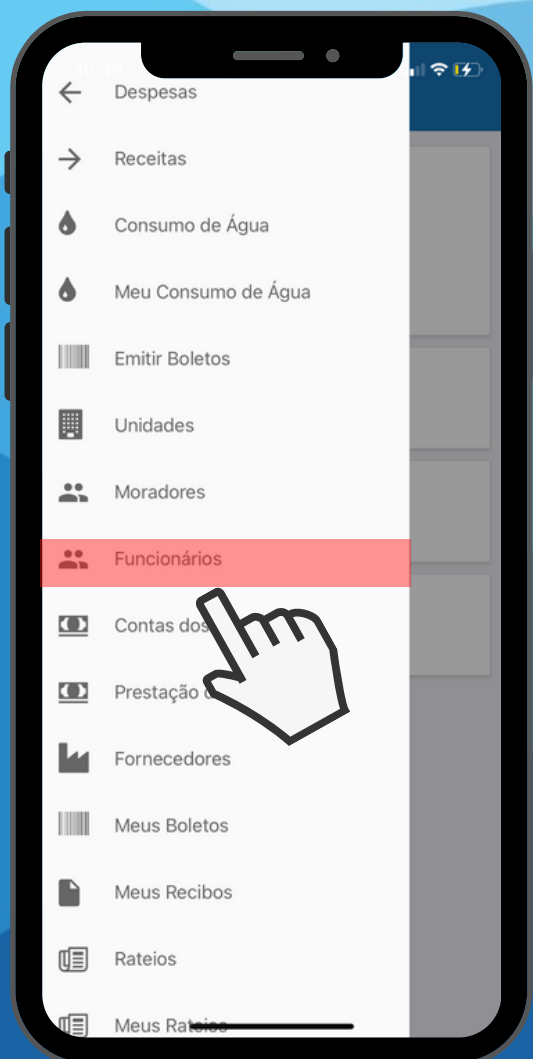 Despesas
Receitas
Consumo de Água
Meu Consumo de Água
Emitir Boletos
Unidades
Moradores
Funcionários
Contas dos
Prestação
Fornecedores
Meus Boletos
Meus Recibos
Rateios
Meus Rateios